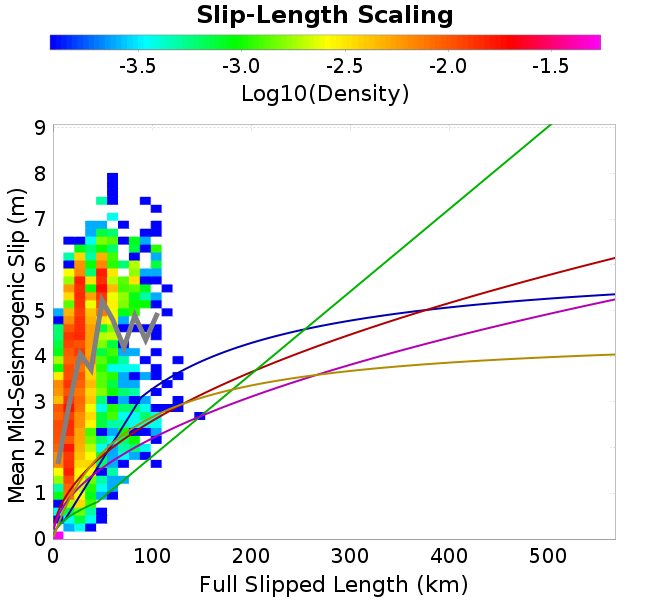 Slip-Length Scaling
-3.5 -3.0 -2.5 -2.0 -1.5
Log10(Density)
9
8
7
6
5
4
3
2
1
0
Mean Mid-Seismogenic Slip (m)
0 100 200 300 400 500
Full Slipped Length (km)